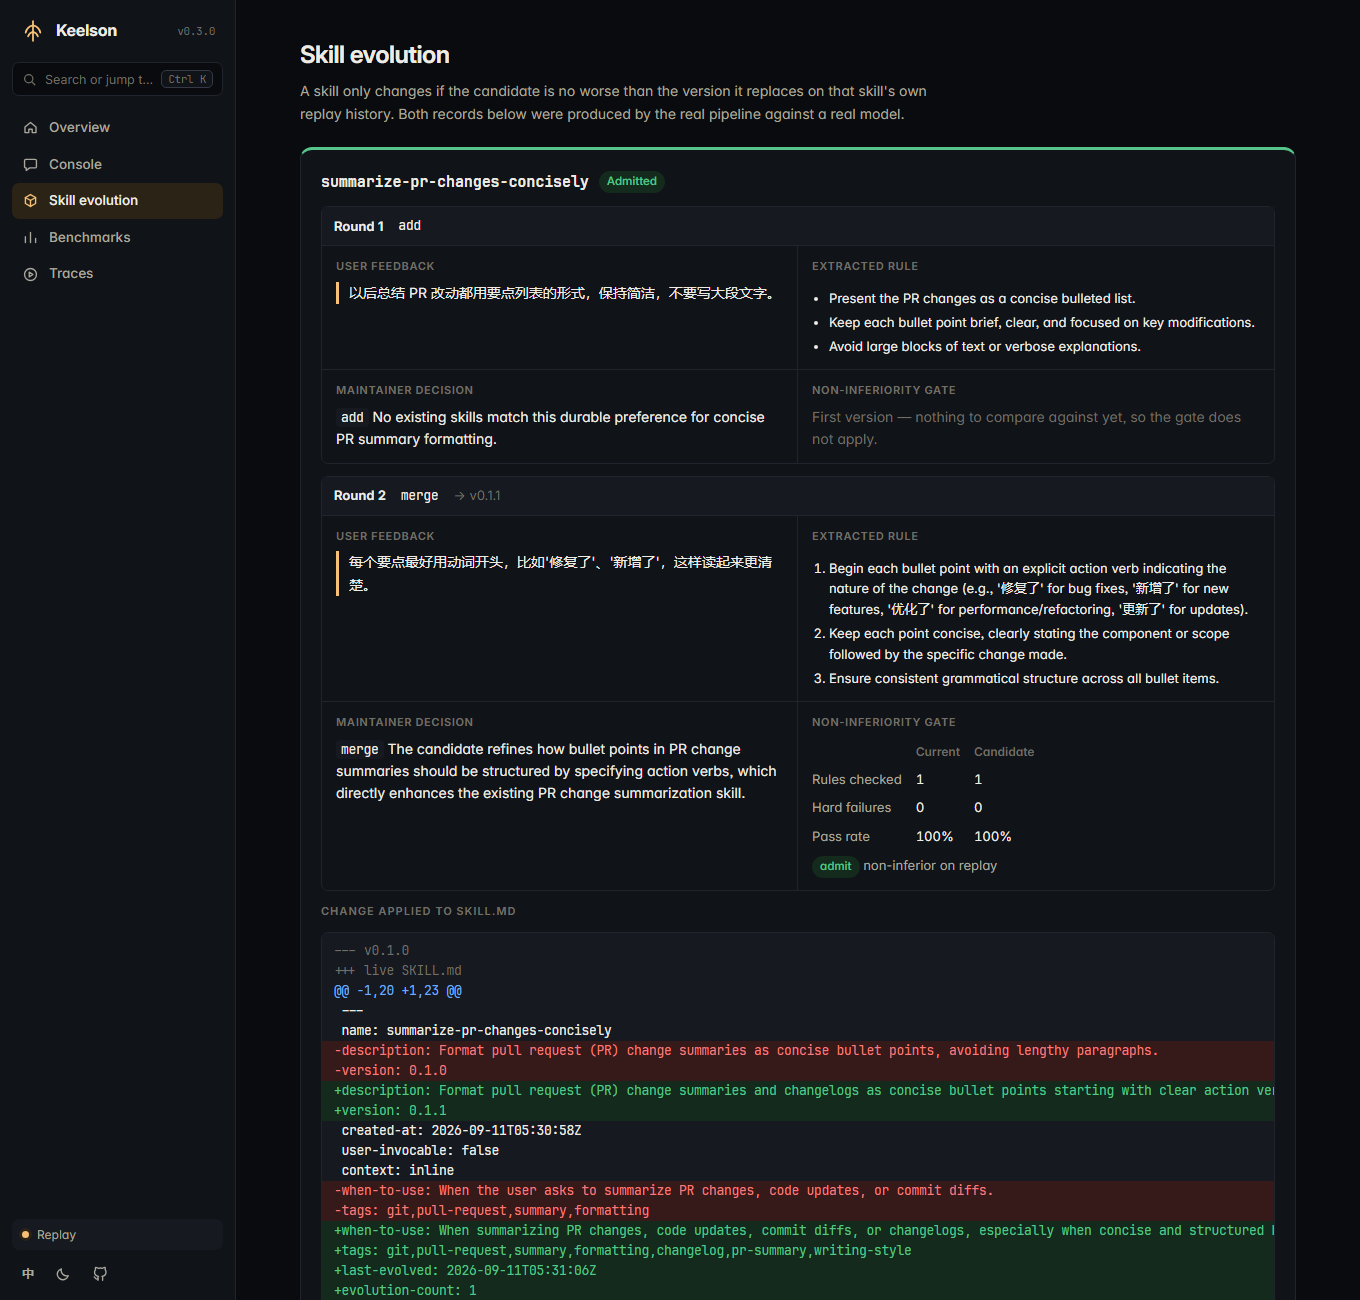 Keelson
v0.3.0
Search or jump t...
Ctrl K
Overview
Console
Skill evolution
Benchmarks
Traces
Replay
中
Skill evolution
A skill only changes if the candidate is no worse than the version it replaces on that skill's own
replay history. Both records below were produced by the real pipeline against a real model.
summarize-pr-changes-concisely Admitted
Round 1 add
USER FEEDBACK
以后总结 PR 改动都用要点列表的形式，保持简洁，不要写大段文字。
EXTRACTED RULE
• Present the PR changes as a concise bulleted list.
• Keep each bullet point brief, clear, and focused on key modifications.
• Avoid large blocks of text or verbose explanations.
MAINTAINER DECISION
add No existing skills match this durable preference for concise
PR summary formatting.
NON-INFERIORITY GATE
First version — nothing to compare against yet, so the gate does
not apply.
Round 2 merge → v0.1.1
USER FEEDBACK
每个要点最好用动词开头，比如'修复了'、'新增了'，这样读起来更清
楚。
EXTRACTED RULE
1. Begin each bullet point with an explicit action verb indicating the
nature of the change (e.g., '修复了' for bug fixes, '新增了' for new
features, '优化了' for performance/refactoring, '更新了' for updates).
2. Keep each point concise, clearly stating the component or scope
followed by the specific change made.
3. Ensure consistent grammatical structure across all bullet items.
MAINTAINER DECISION
merge The candidate refines how bullet points in PR change
summaries should be structured by specifying action verbs, which
directly enhances the existing PR change summarization skill.
NON-INFERIORITY GATE
Current Candidate
Rules checked 1 1
Hard failures 0 0
Pass rate 100% 100%
admit non-inferior on replay
CHANGE APPLIED TO SKILL.MD
--- v0.1.0
+++ live SKILL.md
@@ -1,20 +1,23 @@
---
name: summarize-pr-changes-concisely
-description: Format pull request (PR) change summaries as concise bullet points, avoiding lengthy paragraphs.
-version: 0.1.0
+description: Format pull request (PR) change summaries and changelogs as concise bullet points starting with clear action
+version: 0.1.1
created-at: 2026-09-11T05:30:58Z
user-invocable: false
context: inline
-when-to-use: When the user asks to summarize PR changes, code updates, or commit diffs.
-tags: git,pull-request,summary,formatting
+when-to-use: When summarizing PR changes, code updates, commit diffs, or changelogs, especially when concise and structured
+tags: git,pull-request,summary,formatting,changelog,pr-summary,writing-style
+last-evolved: 2026-09-11T05:31:06Z
+evolution-count: 1